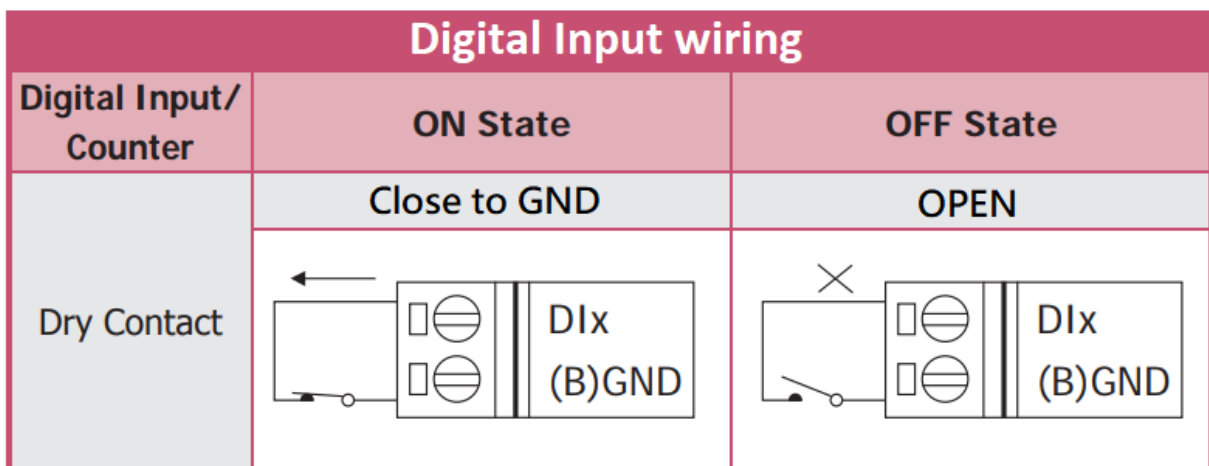 Digital Input wiring
Digital Input/
Counter
ON State
OFF State
Close to GND
OPEN
Dry Contact
DIx
(B)GND
DIx
(B)GND